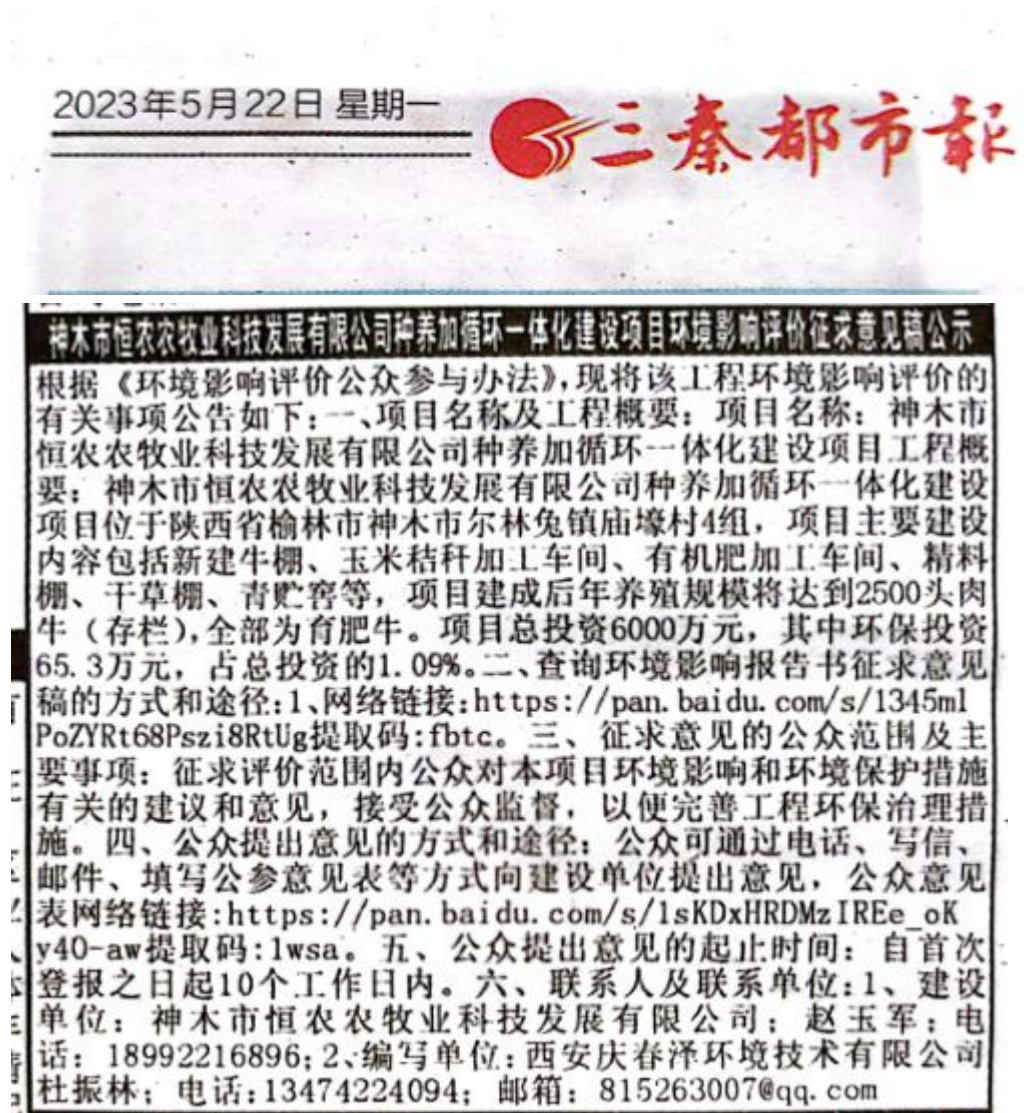 2023年5月22日 星期一
三秦都市報
神木市恒农农牧业科技发展有限公司种养加循环一体化建设项目环境影响评价征求意见稿公示
根据《环境影响评价公众参与办法》,现将该工程环境影响评价的
有关事项公告如下:一、项目名称及工程概要:项目名称:神木市
恒农农牧业科技发展有限公司种养加循环一体化建设项目工程概
要:神木市恒农农牧业科技发展有限公司种养加循环一体化建设
项目位于陕西省榆林市神木市尔林兔镇庙壕村4组,项目主要建设
内容包括新建牛棚、玉米秸秆加工车间、有机肥加工车间、精料
棚、干草棚、青贮窖等,项目建成后年养殖规模将达到2500头肉
牛(存栏),全部为育肥牛。项目总投资6000万元,其中环保投资
65.3万元,占总投资的1.09%。二、查询环境影响报告书征求意见
稿的方式和途径:1、网络链接:https://pan.baidu.com/s/1345ml
PoZYRt68Pszi8RtUg提取码:fbtc。三、征求意见的公众范围及主
要事项:征求评价范围内公众对本项目环境影响和环境保护措施
有关的建议和意见,接受公众监督,以便完善工程环保治理措
施。四、公众提出意见的方式和途径:公众可通过电话、写信、
邮件、填写公参意见表等方式向建设单位提出意见,公众意见
表网络链接:https://pan.baidu.com/s/1sKDxHRDMzIREe_oK
y40-aw提取码:1wsa。五、公众提出意见的起止时间:自首次
登报之日起10个工作日内。六、联系人及联系单位:1、建设
单位:神木市恒农农牧业科技发展有限公司;赵玉军;电
话:18992216896;2、编写单位:西安庆春泽环境技术有限公司
杜振林;电话:13474224094;邮箱:815263007@qq.com